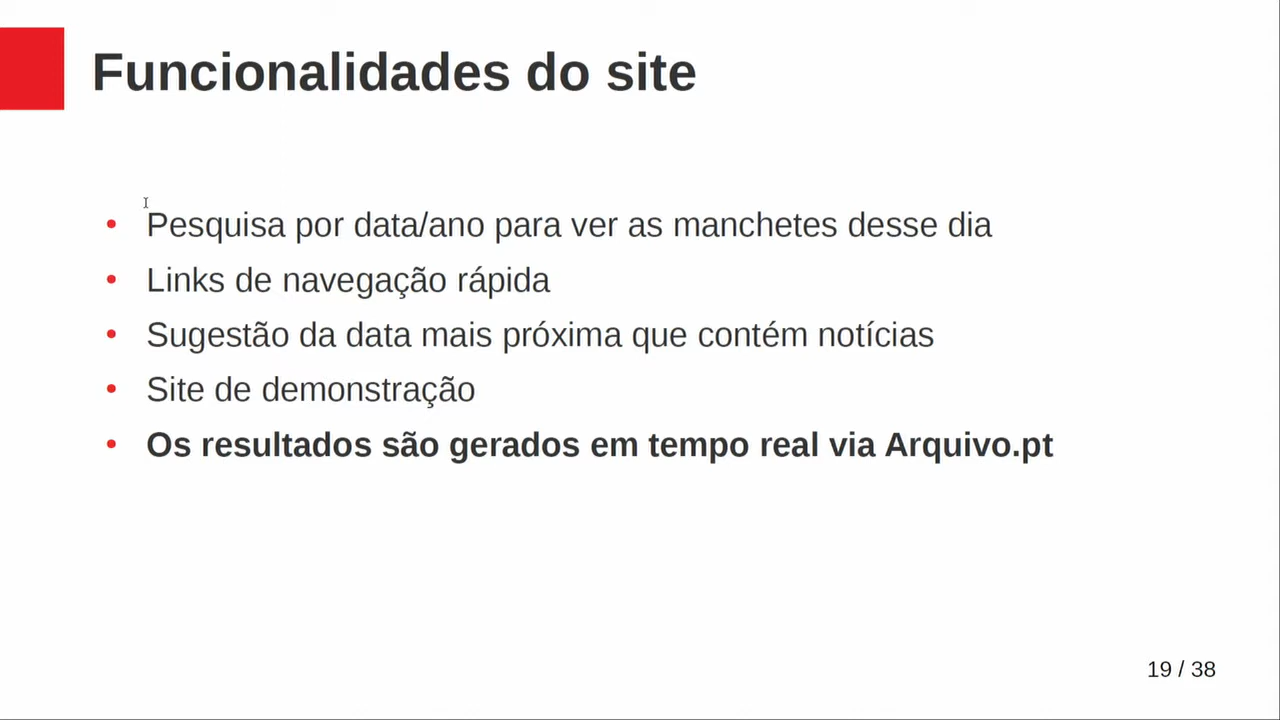 Funcionalidades do site
• Pesquisa por data/ano para ver as manchetes desse dia
• Links de navegação rápida
• Sugestão da data mais próxima que contém notícias
• Site de demonstração
• Os resultados são gerados em tempo real via Arquivo.pt
19 / 38